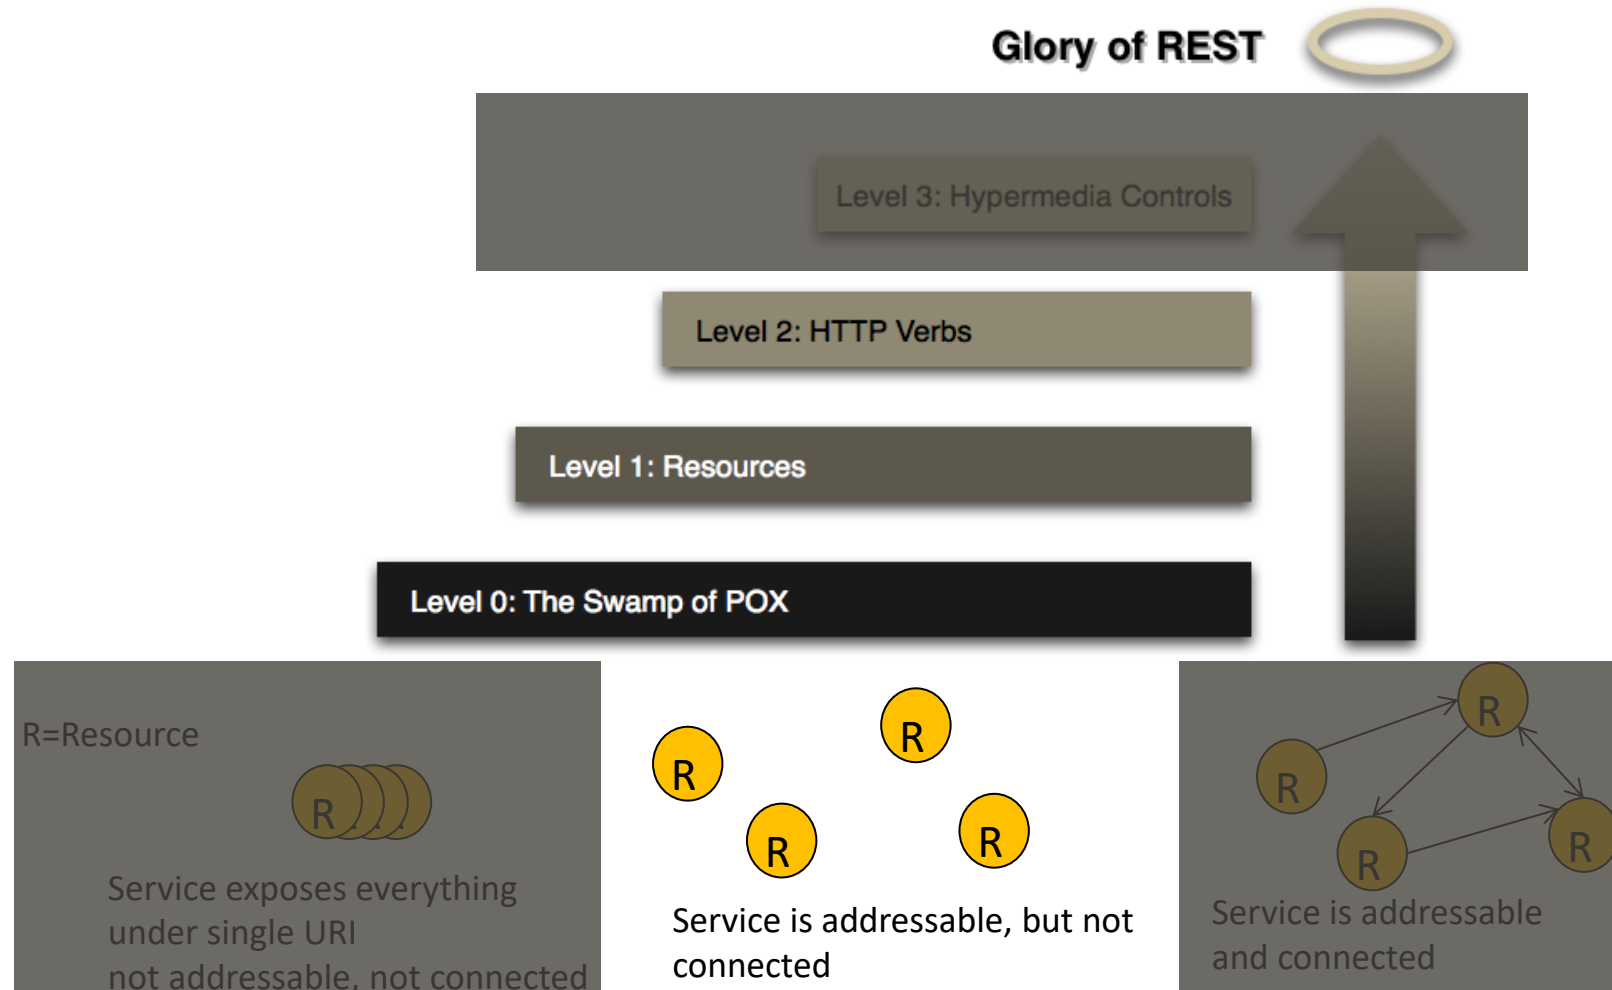 Glory of REST
Level 3: Hypermedia Controls
Level 2: HTTP Verbs
Level 1: Resources
Level 0: The Swamp of POX
R=Resource
R
Service exposes everything
under single URI
not addressable, not connected
R
R
R
R
Service is addressable, but not
connected
R
R
R
R
Service is addressable
and connected